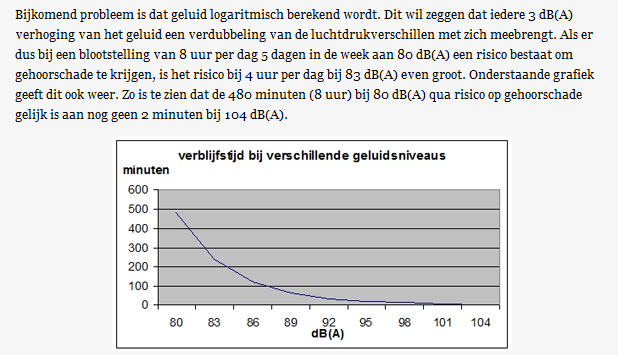 Bijkomend probleem is dat geluid logaritmisch berekend wordt. Dit wil zeggen dat iedere 3 dB(A)
verhoging van het geluid een verdubbeling van de luchtdrukverschillen met zich meebrengt. Als er
dus bij een blootstelling van 8 uur per dag 5 dagen in de week aan 80 dB(A) een risico bestaat om
gehoorschade te krijgen, is het risico bij 4 uur per dag bij 83 dB(A) even groot. Onderstaande grafiek
geeft dit ook weer. Zo is te zien dat de 480 minuten (8 uur) bij 80 dB(A) qua risico op gehoorschade
gelijk is aan nog geen 2 minuten bij 104 dB(A).
verblijfstijd bij verschillende geluidsniveaus
minuten
600
500
400
300
200
100
0
80 83 86 89 92 95 98 101 104
dB(A)